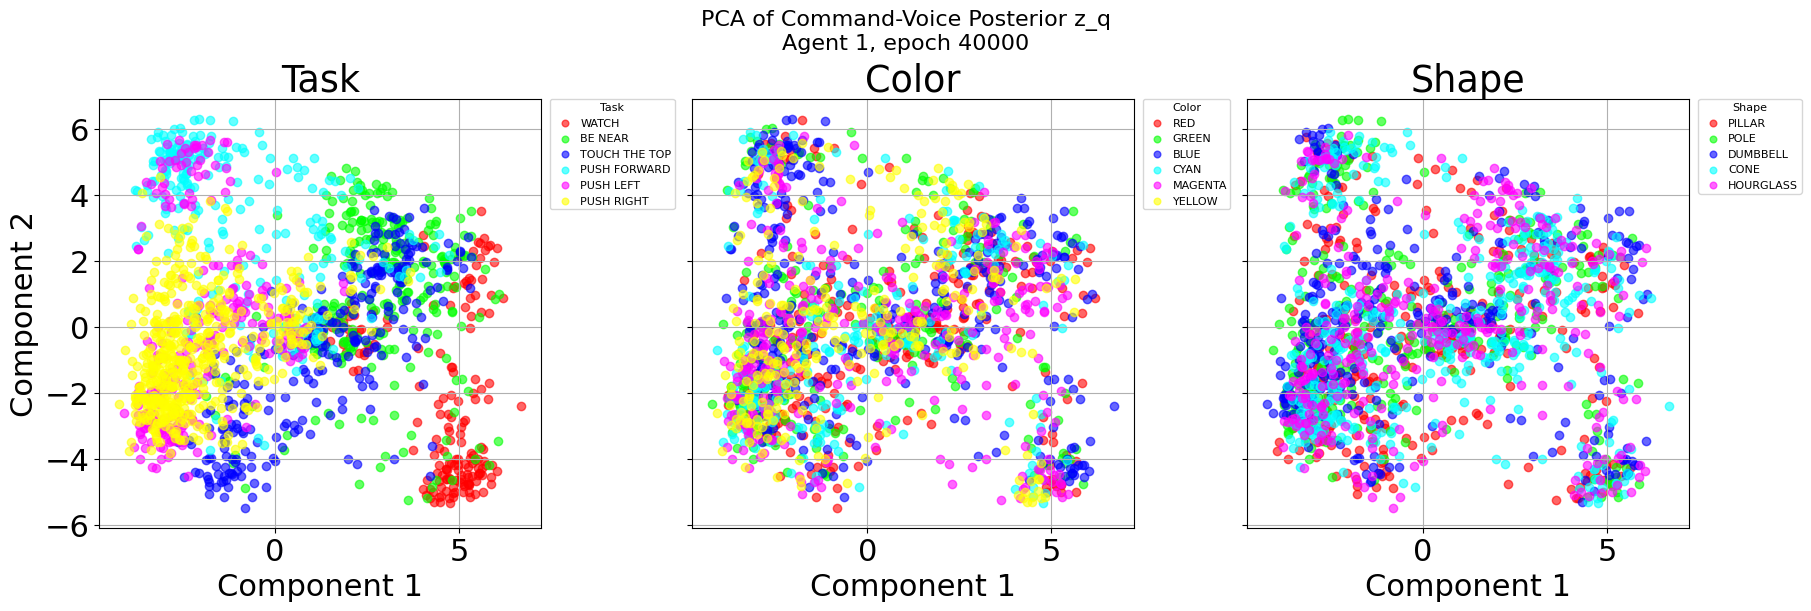 PCA of Command-Voice Posterior z_q
Agent 1, epoch 40000
Task
Component 2
6
4
2
0
−2
−4
−6
0 5
Component 1
Task
WATCH
BE NEAR
TOUCH THE TOP
PUSH FORWARD
PUSH LEFT
PUSH RIGHT
Color
0 5
Component 1
Color
RED
GREEN
BLUE
CYAN
MAGENTA
YELLOW
Shape
0 5
Component 1
Shape
PILLAR
POLE
DUMBBELL
CONE
HOURGLASS